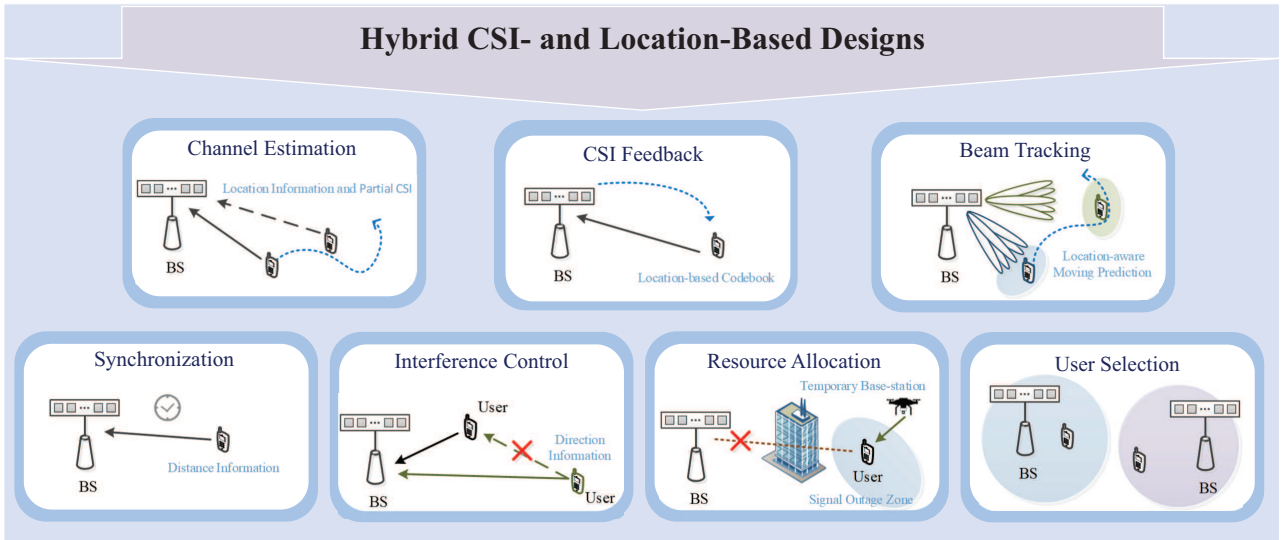 Hybrid CSI- and Location-Based Designs
Channel Estimation
Location Information and Partial CSI
BS
CSI Feedback
BS
Location-based Codebook
Beam Tracking
BS
Location-aware
Moving Prediction
Synchronization
Distance Information
BS
Interference Control
User
Direction
Information
BS
User
Resource Allocation
Temporary Base-station
User
BS
Signal Outage Zone
User Selection
BS
BS